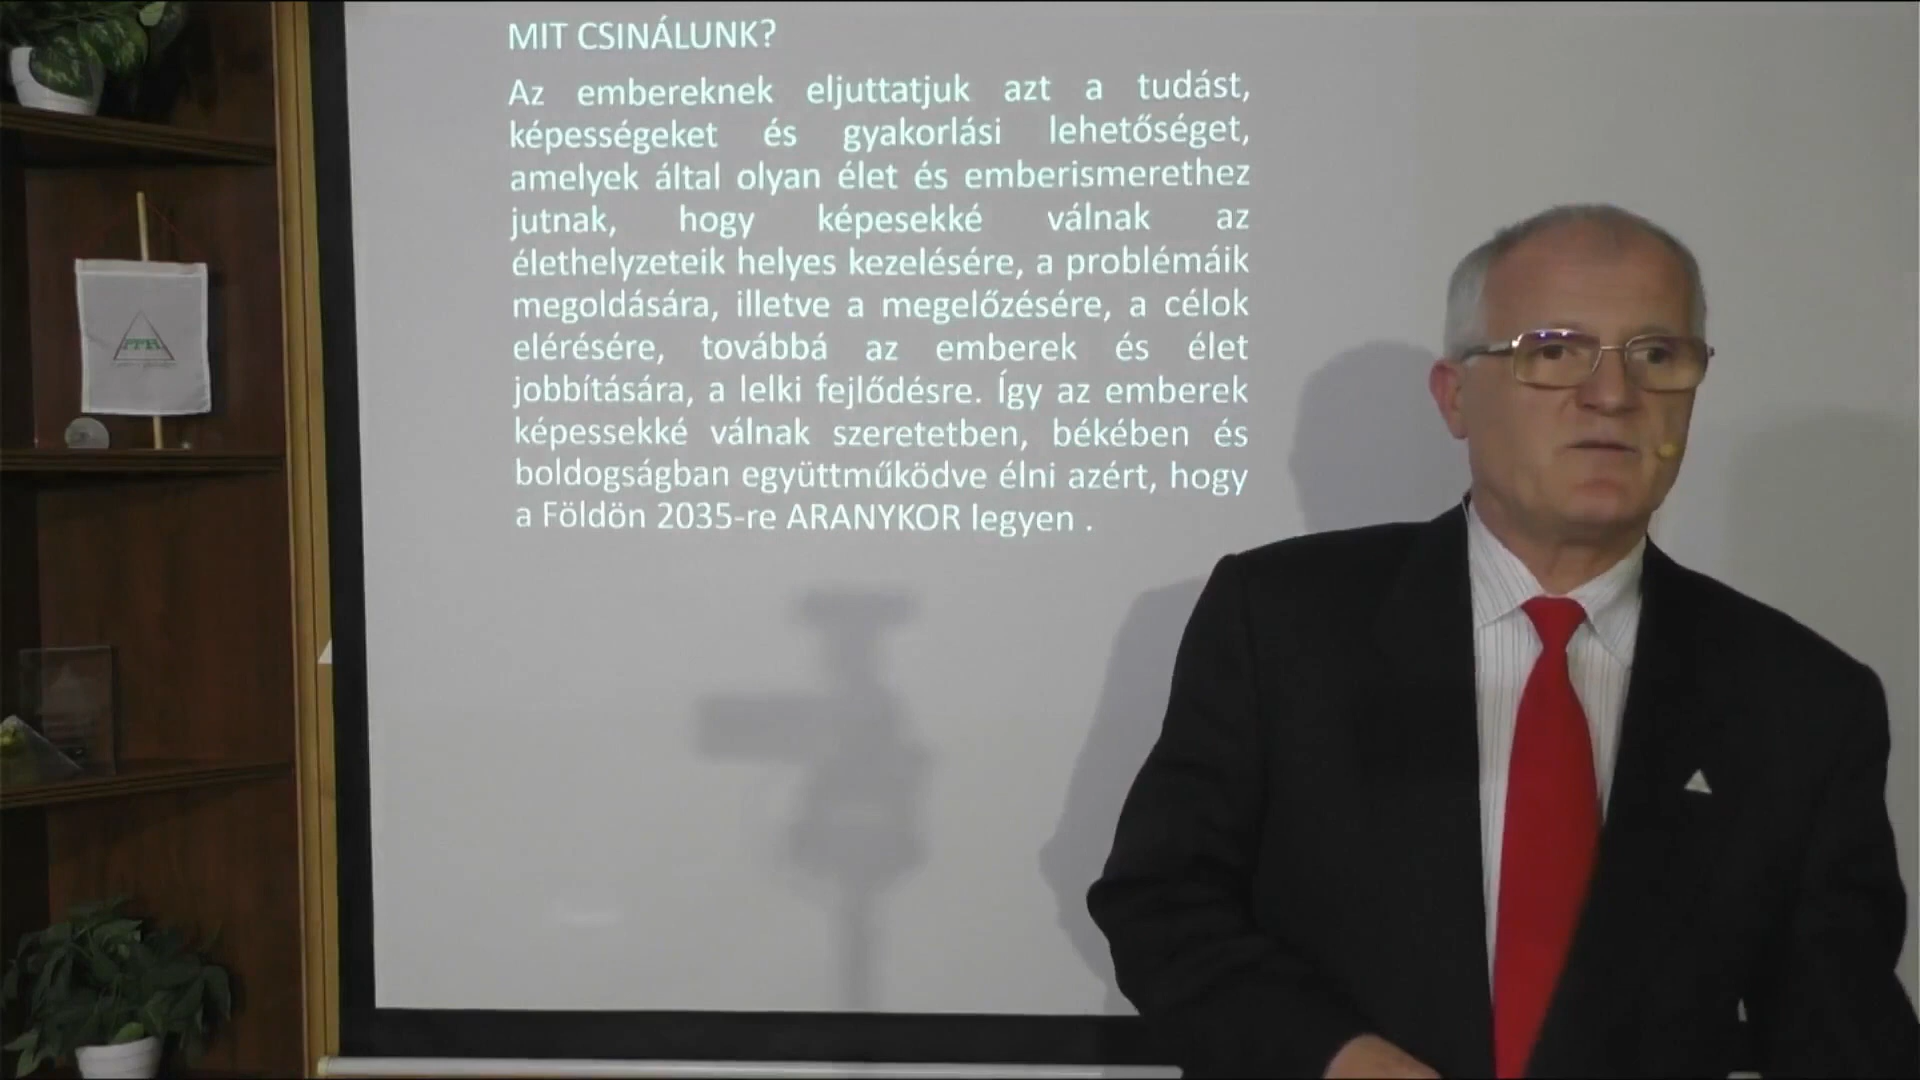 MIT CSINÁLUNK?
Az embereknek eljuttatjuk azt a tudást,
képességeket és gyakorlási lehetőséget,
amelyek által olyan élet és emberismerethez
jutnak, hogy képesekké válnak az
élethelyzeteik helyes kezelésére, a problémáik
megoldására, illetve a megelőzésére, a célok
elérésére, továbbá az emberek és élet
jobbítására, a lelki fejlődésre. Így az emberek
képessekké válnak szeretetben, békében és
boldogságban együttműködve élni azért, hogy
a Földön 2035-re ARANYKOR legyen .